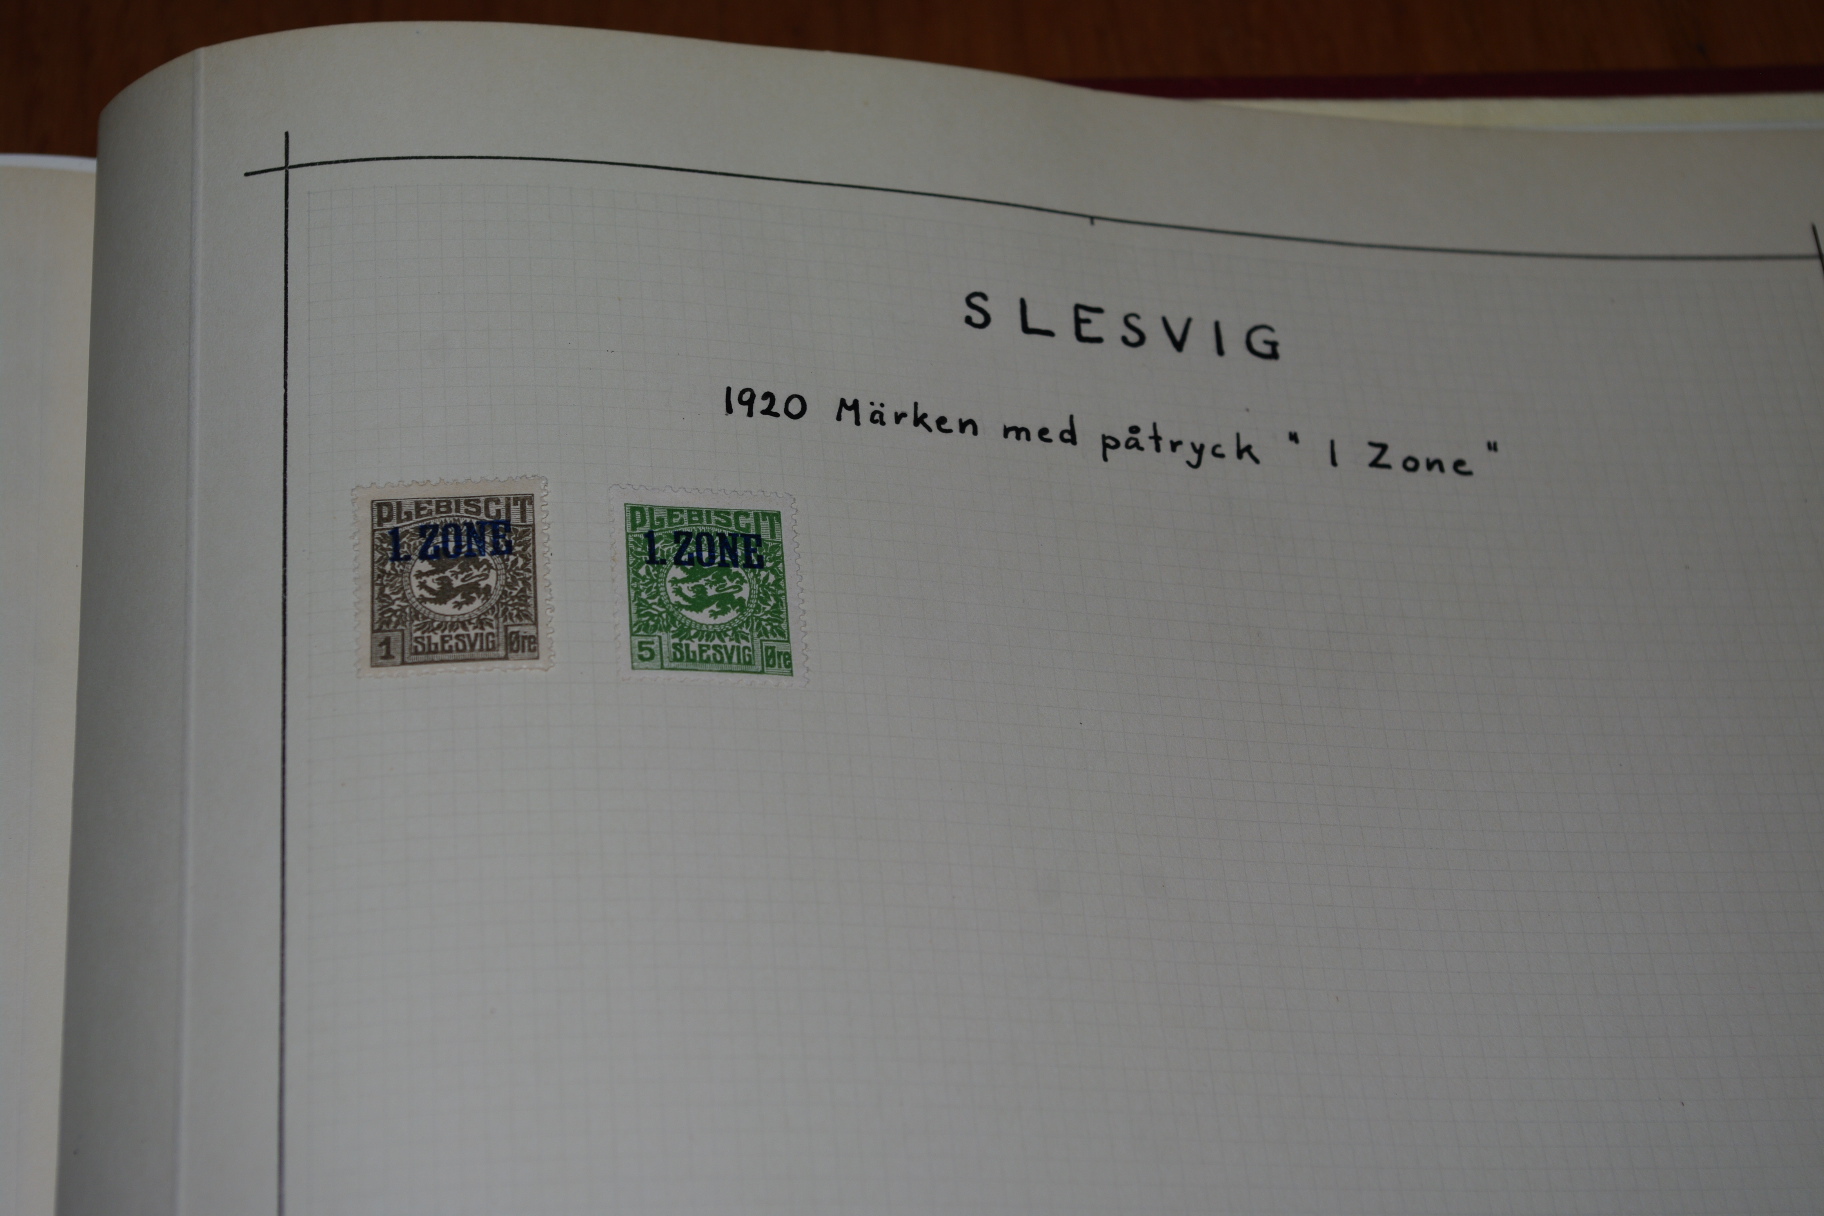 SLESVIG
1920 Märken med påtryck " 1 Zone "
PLEBISCIT
1. ZONE
1 SLESVIG Øre
PLEBISCIT
1. ZONE
5 SLESVIG Øre